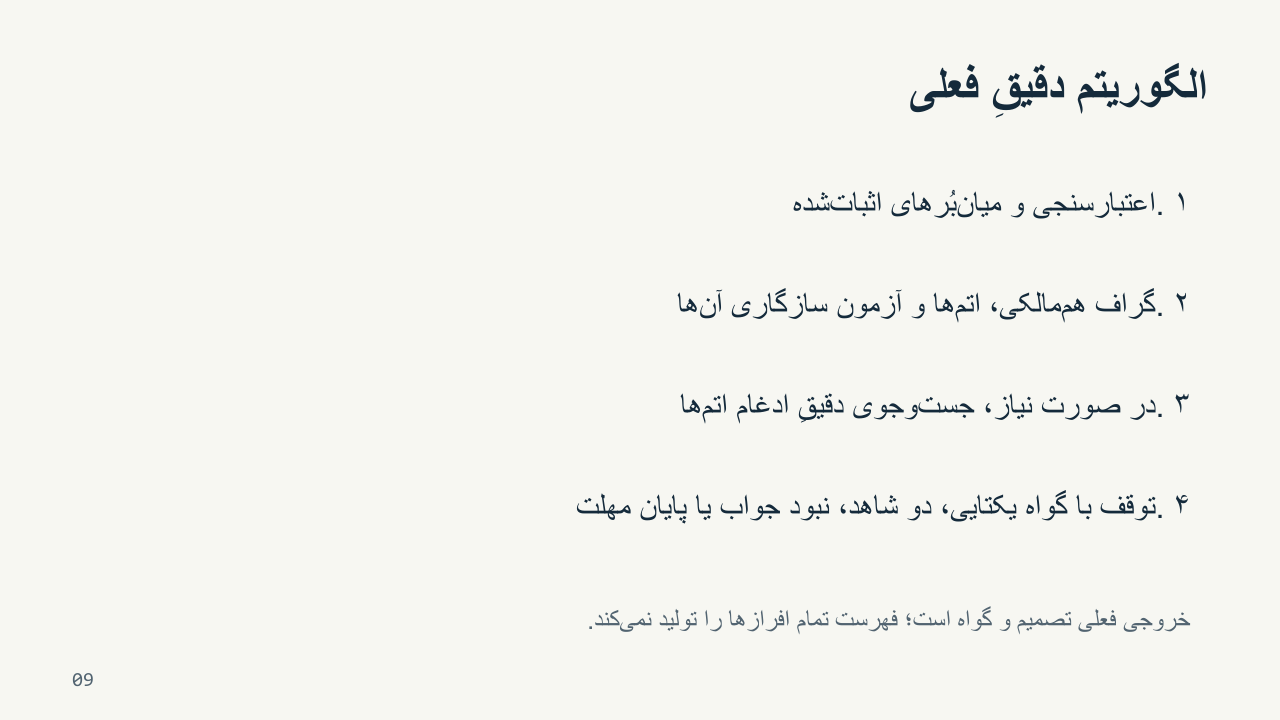 الگوریتم دقیقِ فعلی
۱ .اعتبارسنجی و میان‌بُرهای اثبات‌شده
۲ .گراف هم‌مالکی، اتم‌ها و آزمون سازگاری آن‌ها
۳ .در صورت نیاز، جست‌وجوی دقیقِ ادغام اتم‌ها
۴ .توقف با گواه یکتایی، دو شاهد، نبود جواب یا پایان مهلت
خروجی فعلی تصمیم و گواه است؛ فهرست تمام افرازها را تولید نمی‌کند.
09